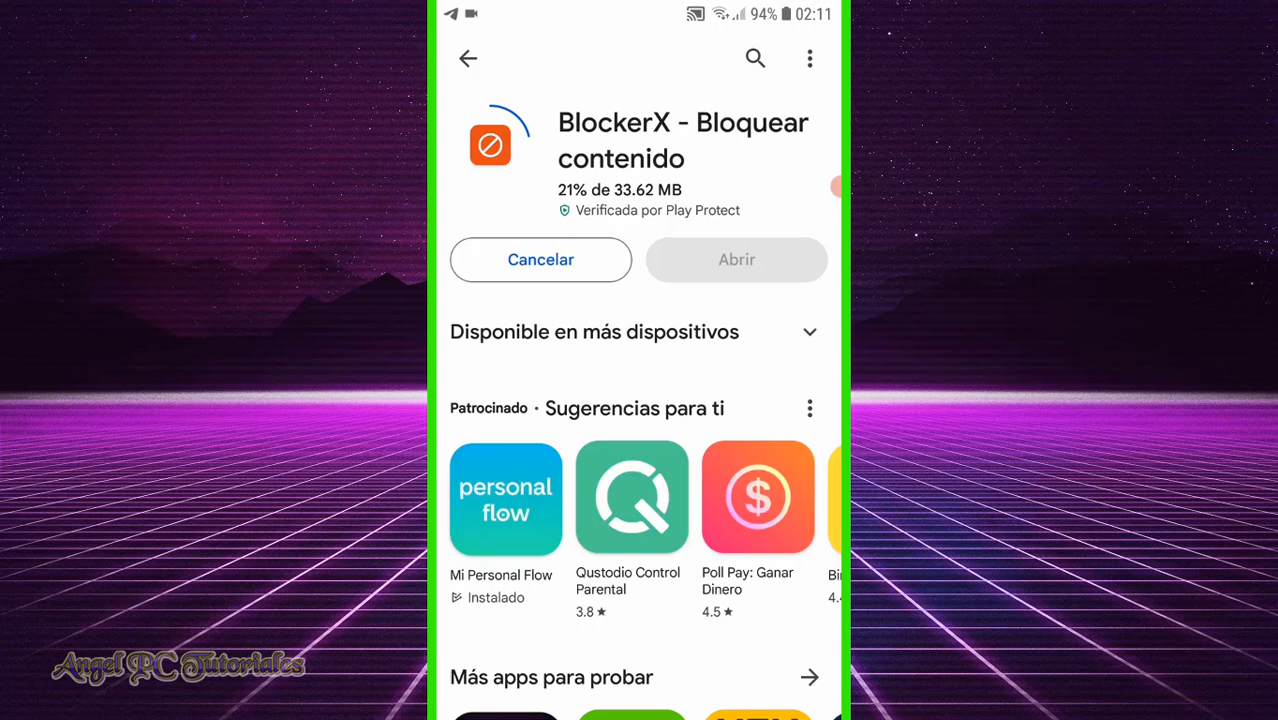 94% 02:11
BlockerX - Bloquear
contenido
21% de 33.62 MB
Verificada por Play Protect
Cancelar
Abrir
Disponible en más dispositivos
Patrocinado · Sugerencias para ti
personal
flow
$
Mi Personal Flow
Instalado
Qustodio Control
Parental
3.8 ★
Poll Pay: Ganar
Dinero
4.5 ★
Bi
4.
Angel PC Tutoriales
Más apps para probar